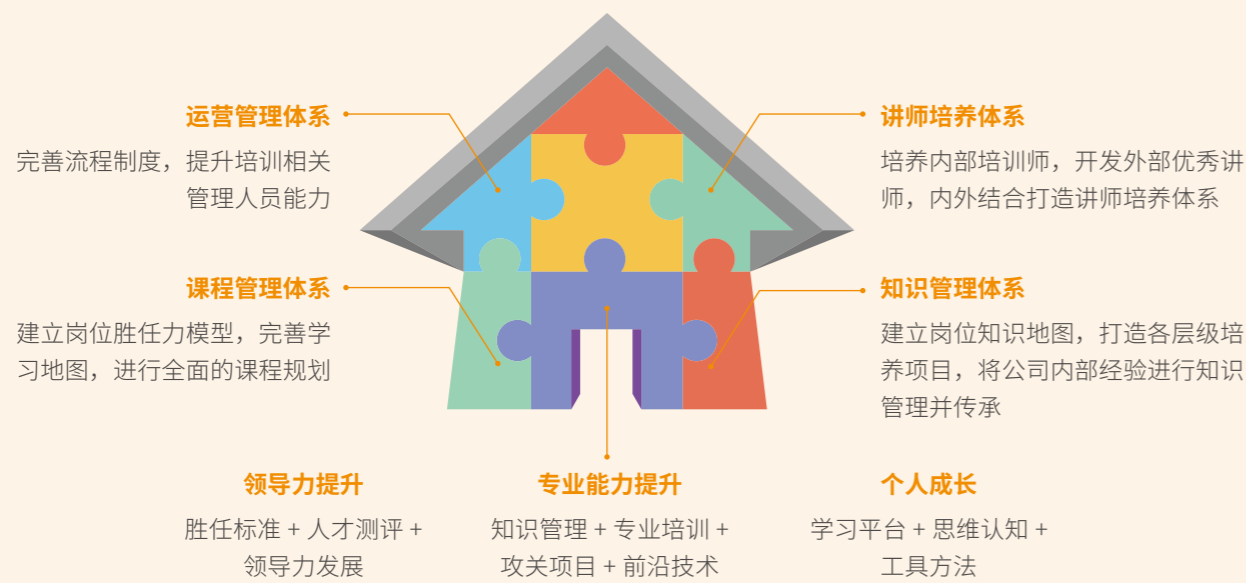 运营管理体系
完善流程制度，提升培训相关
管理人员能力
讲师培养体系
培养内部培训师，开发外部优秀讲
师，内外结合打造讲师培养体系
课程管理体系
建立岗位胜任力模型，完善学
习地图，进行全面的课程规划
知识管理体系
建立岗位知识地图，打造各层级培
养项目，将公司内部经验进行知识
管理并传承
领导力提升
胜任标准 + 人才测评 +
领导力发展
专业能力提升
知识管理 + 专业培训 +
攻关项目 + 前沿技术
个人成长
学习平台 + 思维认知 +
工具方法